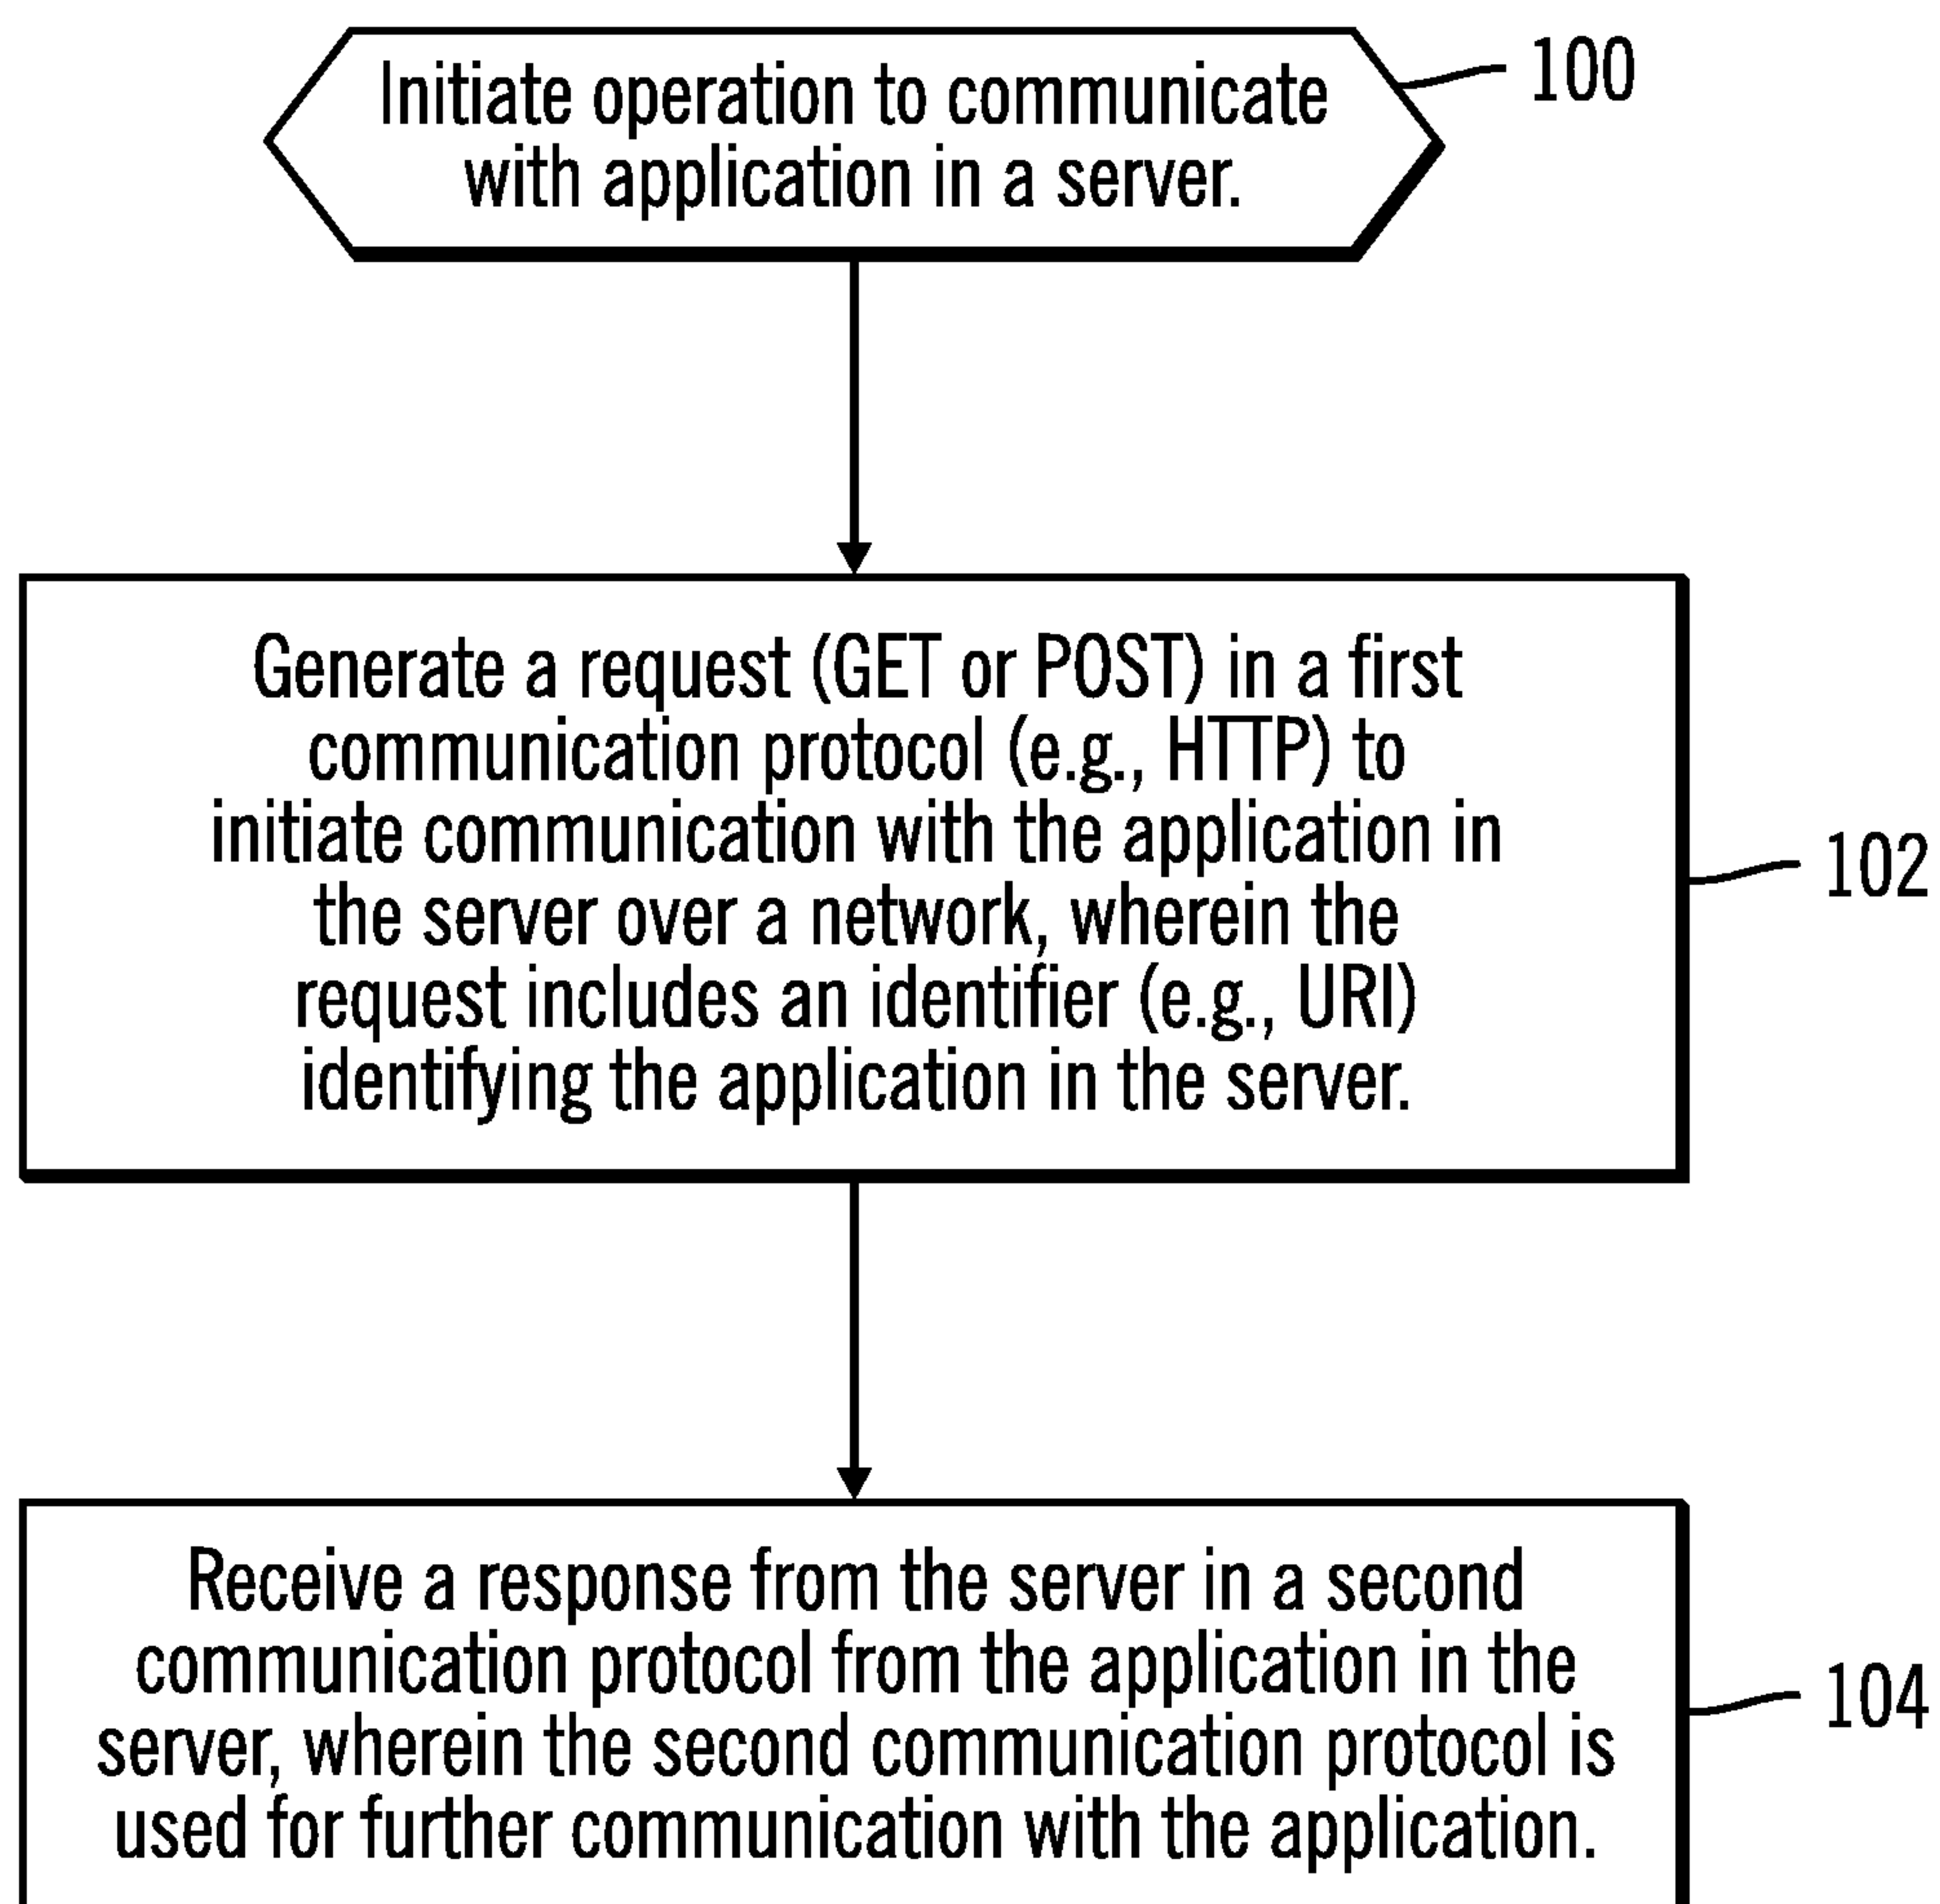 Initiate operation to communicate
with application in a server.
100
Generate a request (GET or POST) in a first
communication protocol (e.g., HTTP) to
initiate communication with the application in
the server over a network, wherein the
request includes an identifier (e.g., URI)
identifying the application in the server.
102
Receive a response from the server in a second
communication protocol from the application in the
server, wherein the second communication protocol is
used for further communication with the application.
104